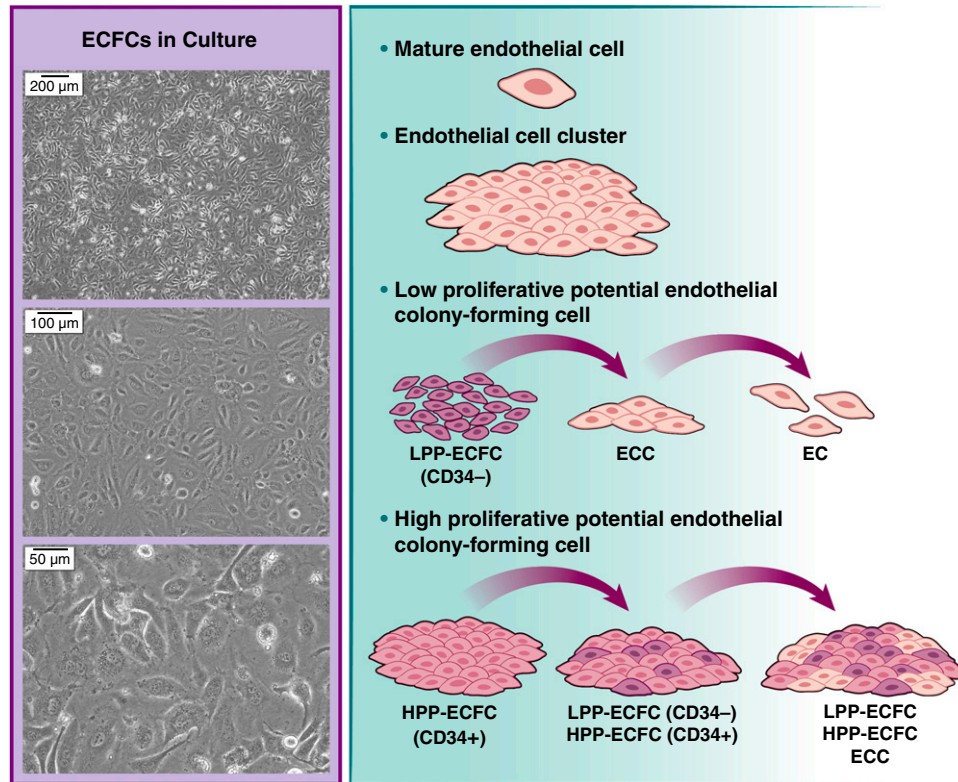 ECFCs in Culture
200 µm
100 µm
50 µm
• Mature endothelial cell
• Endothelial cell cluster
• Low proliferative potential endothelial
colony-forming cell
LPP-ECFC
(CD34–)
ECC
EC
• High proliferative potential endothelial
colony-forming cell
HPP-ECFC
(CD34+)
LPP-ECFC (CD34–)
HPP-ECFC (CD34+)
LPP-ECFC
HPP-ECFC
ECC